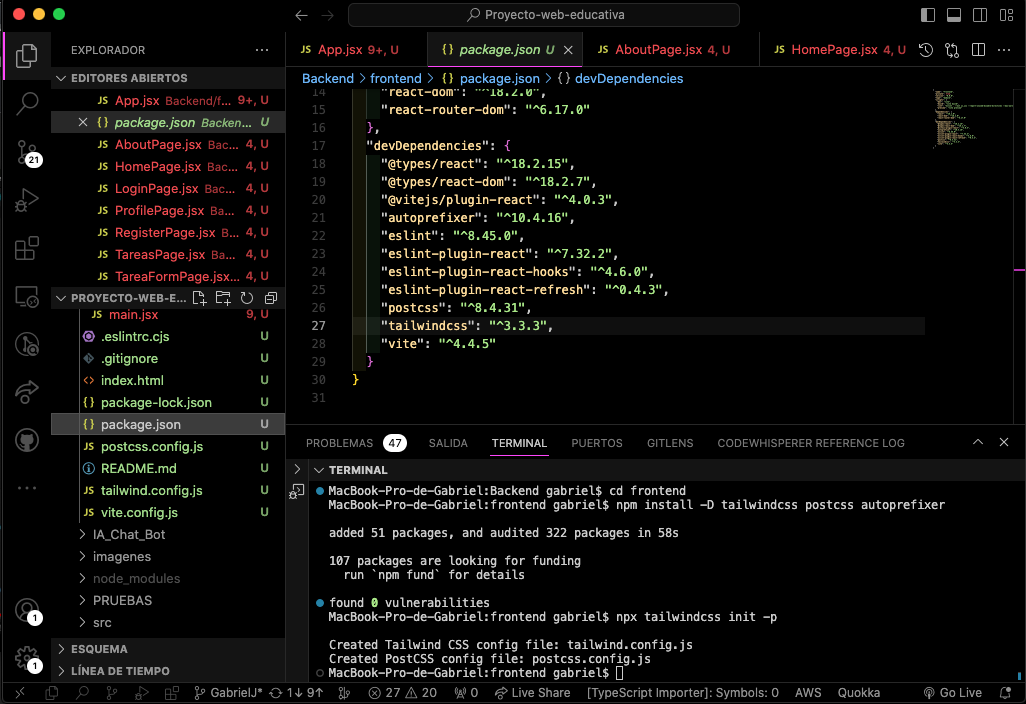 Proyecto-web-educativa
EXPLORADOR
EDITORES ABIERTOS
JS App.jsx Backend/f... 9+, U
{} package.json Backen... U
JS AboutPage.jsx Bac... 4, U
JS HomePage.jsx Bac... 4, U
JS LoginPage.jsx Bac... 4, U
JS ProfilePage.jsx Ba... 4, U
JS RegisterPage.jsx B... 4, U
JS TareasPage.jsx Ba... 4, U
JS TareaFormPage.jsx... 4, U
PROYECTO-WEB-E...
JS main.jsx 9, U
.eslintrc.cjs U
.gitignore U
<> index.html U
{} package-lock.json U
{} package.json U
JS postcss.config.js U
README.md U
JS tailwind.config.js U
JS vite.config.js U
IA_Chat_Bot
imagenes
node_modules
PRUEBAS
src
ESQUEMA
LÍNEA DE TIEMPO
21
1
1
JS App.jsx 9+, U
{} package.json U
JS AboutPage.jsx 4, U
JS HomePage.jsx 4, U
Backend > frontend > {} package.json > {} devDependencies
14 "react-dom": "^18.2.0",
15 "react-router-dom": "^6.17.0"
16 },
17 "devDependencies": {
18 "@types/react": "^18.2.15",
19 "@types/react-dom": "^18.2.7",
20 "@vitejs/plugin-react": "^4.0.3",
21 "autoprefixer": "^10.4.16",
22 "eslint": "^8.45.0",
23 "eslint-plugin-react": "^7.32.2",
24 "eslint-plugin-react-hooks": "^4.6.0",
25 "eslint-plugin-react-refresh": "^0.4.3",
26 "postcss": "^8.4.31",
27 "tailwindcss": "^3.3.3",
28 "vite": "^4.4.5"
29 }
30 }
31
PROBLEMAS 47 SALIDA TERMINAL PUERTOS GITLENS CODEWHISPERER REFERENCE LOG
TERMINAL
MacBook-Pro-de-Gabriel:Backend gabriel$ cd frontend
MacBook-Pro-de-Gabriel:frontend gabriel$ npm install -D tailwindcss postcss autoprefixer
added 51 packages, and audited 322 packages in 58s
107 packages are looking for funding
run `npm fund` for details
found 0 vulnerabilities
MacBook-Pro-de-Gabriel:frontend gabriel$ npx tailwindcss init -p
Created Tailwind CSS config file: tailwind.config.js
Created PostCSS config file: postcss.config.js
MacBook-Pro-de-Gabriel:frontend gabriel$
GabrielJ* 1↓ 9↑ 27 20 0 Live Share [TypeScript Importer]: Symbols: 0 AWS Quokka Go Live